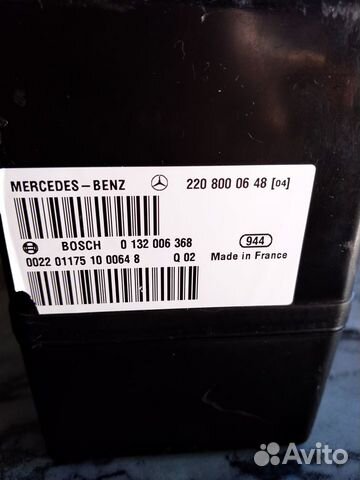 MERCEDES-BENZ 220 800 06 48 [04]
BOSCH 0 132 006 368 944
0022 01175 10 0064 8 Q 02 Made in France
Avito